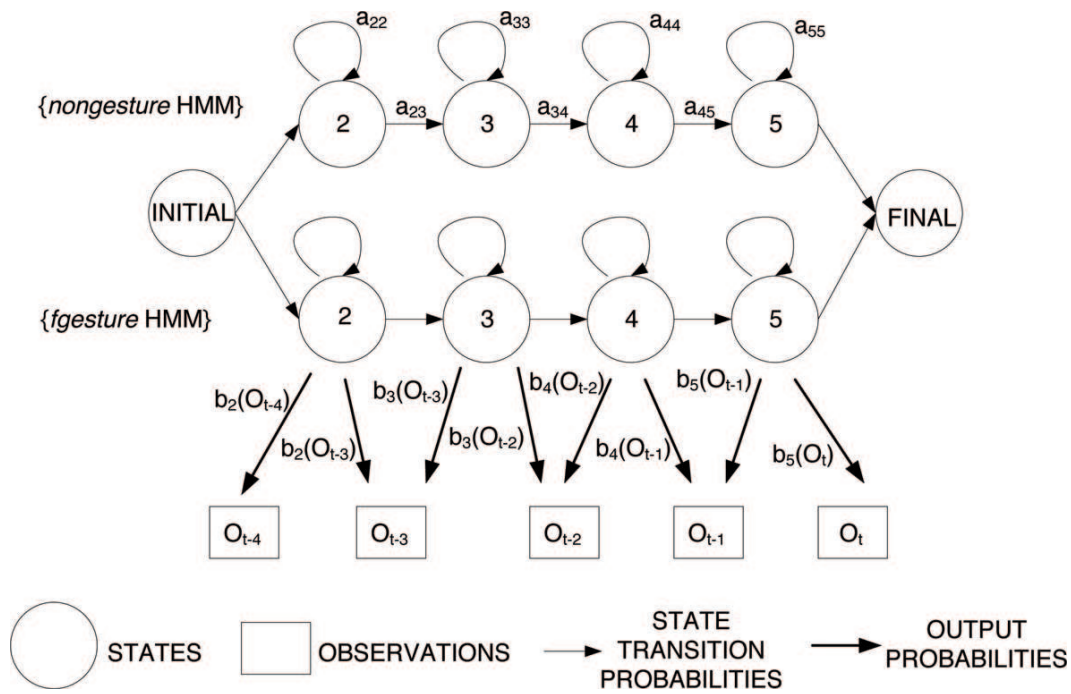 a22 a33 a44 a55
{nongesture HMM} 2 a23 3 a34 4 a45 5
INITIAL FINAL
{fgesture HMM} 2 3 4 5
b2(Ot-4) b3(Ot-3) b4(Ot-2) b5(Ot-1)
b2(Ot-3) b3(Ot-2) b4(Ot-1) b5(Ot)
Ot-4 Ot-3 Ot-2 Ot-1 Ot
STATES
OBSERVATIONS
STATE
TRANSITION
PROBABILITIES
OUTPUT
PROBABILITIES